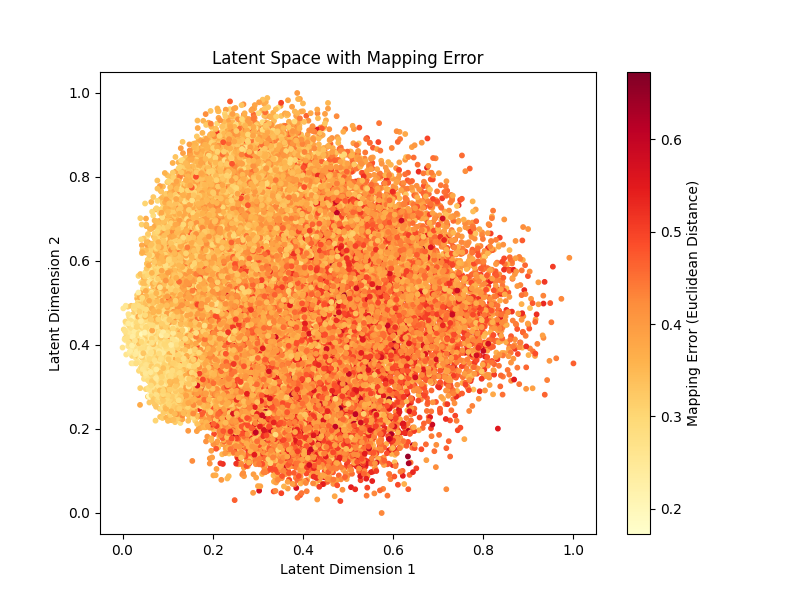 Latent Space with Mapping Error
1.0
0.8
0.6
0.4
0.2
0.0
Latent Dimension 2
0.0 0.2 0.4 0.6 0.8 1.0
Latent Dimension 1
0.6
0.5
0.4
0.3
0.2
Mapping Error (Euclidean Distance)